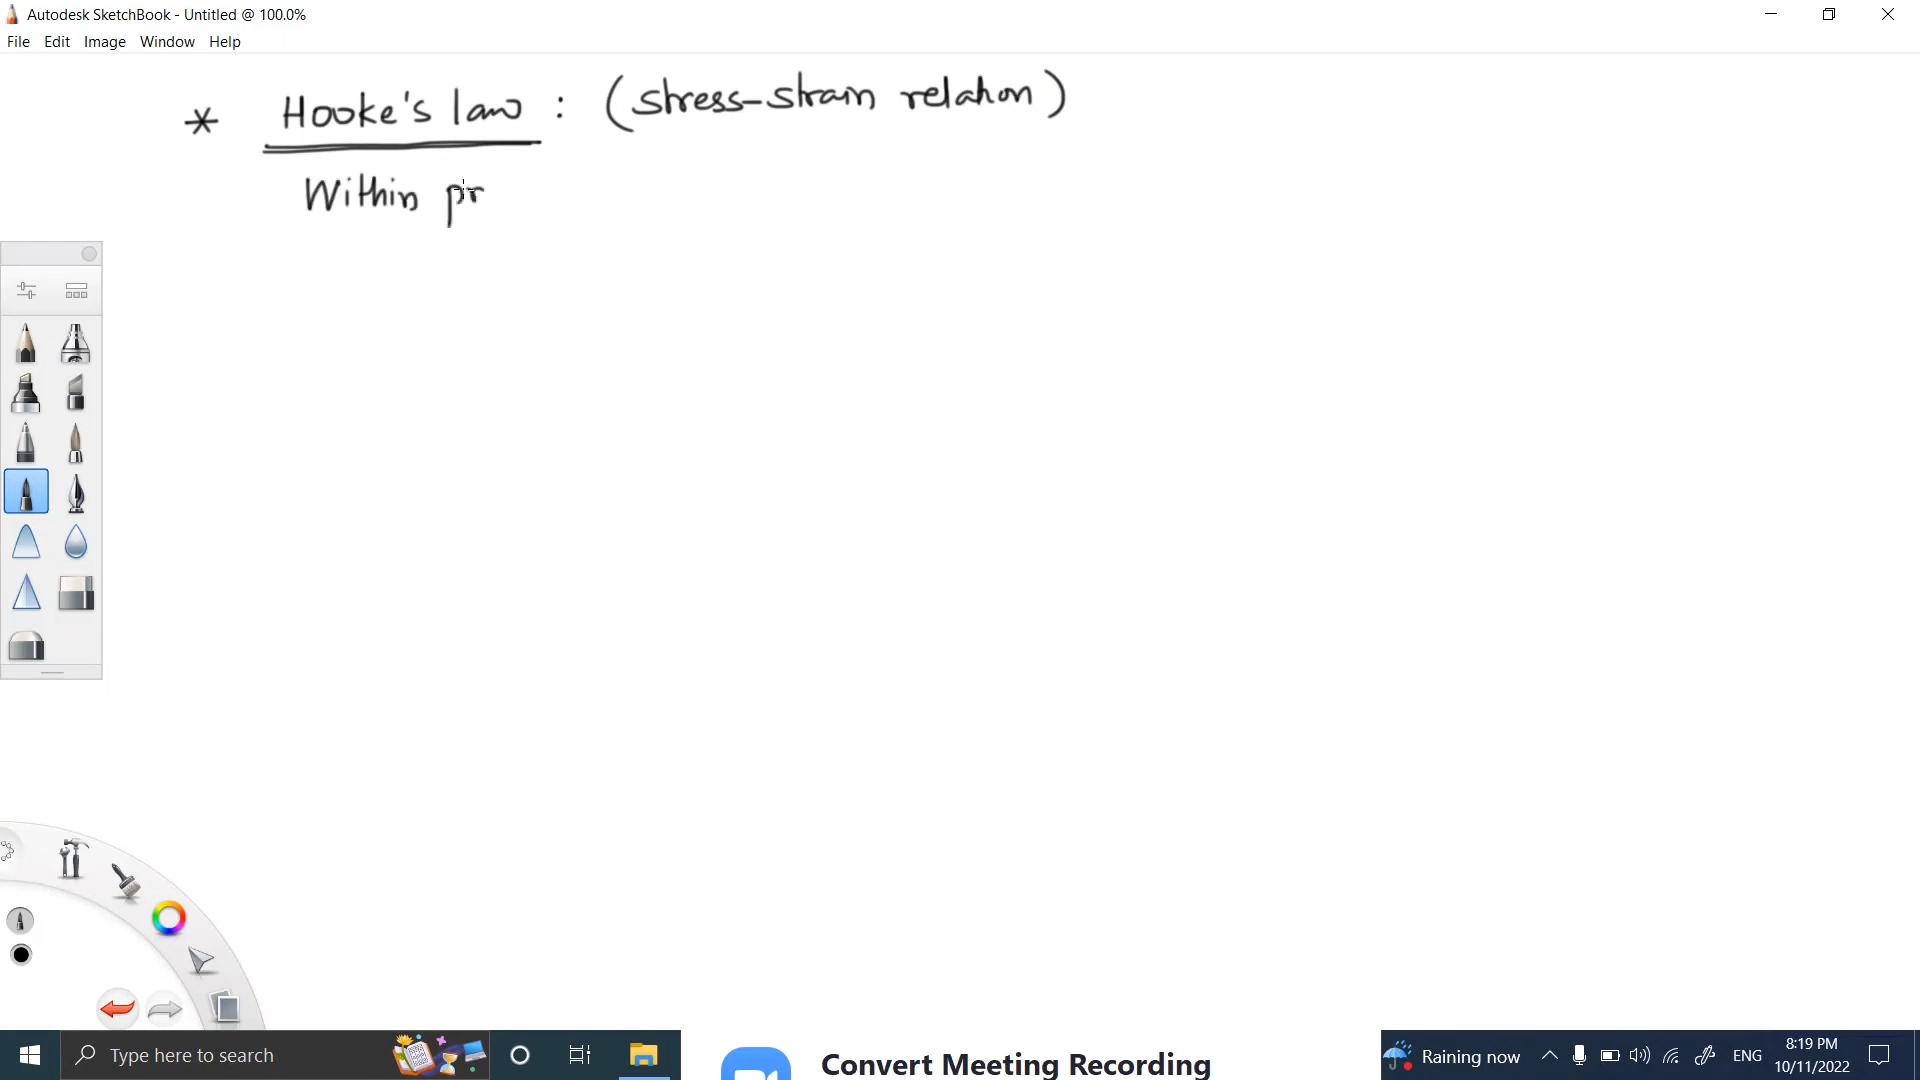 Autodesk SketchBook - Untitled @ 100.0%
File Edit Image Window Help
* Hooke's law : (stress-strain relation)
Within pr
Type here to search
Convert Meeting Recording
Raining now
ENG
8:19 PM
10/11/2022